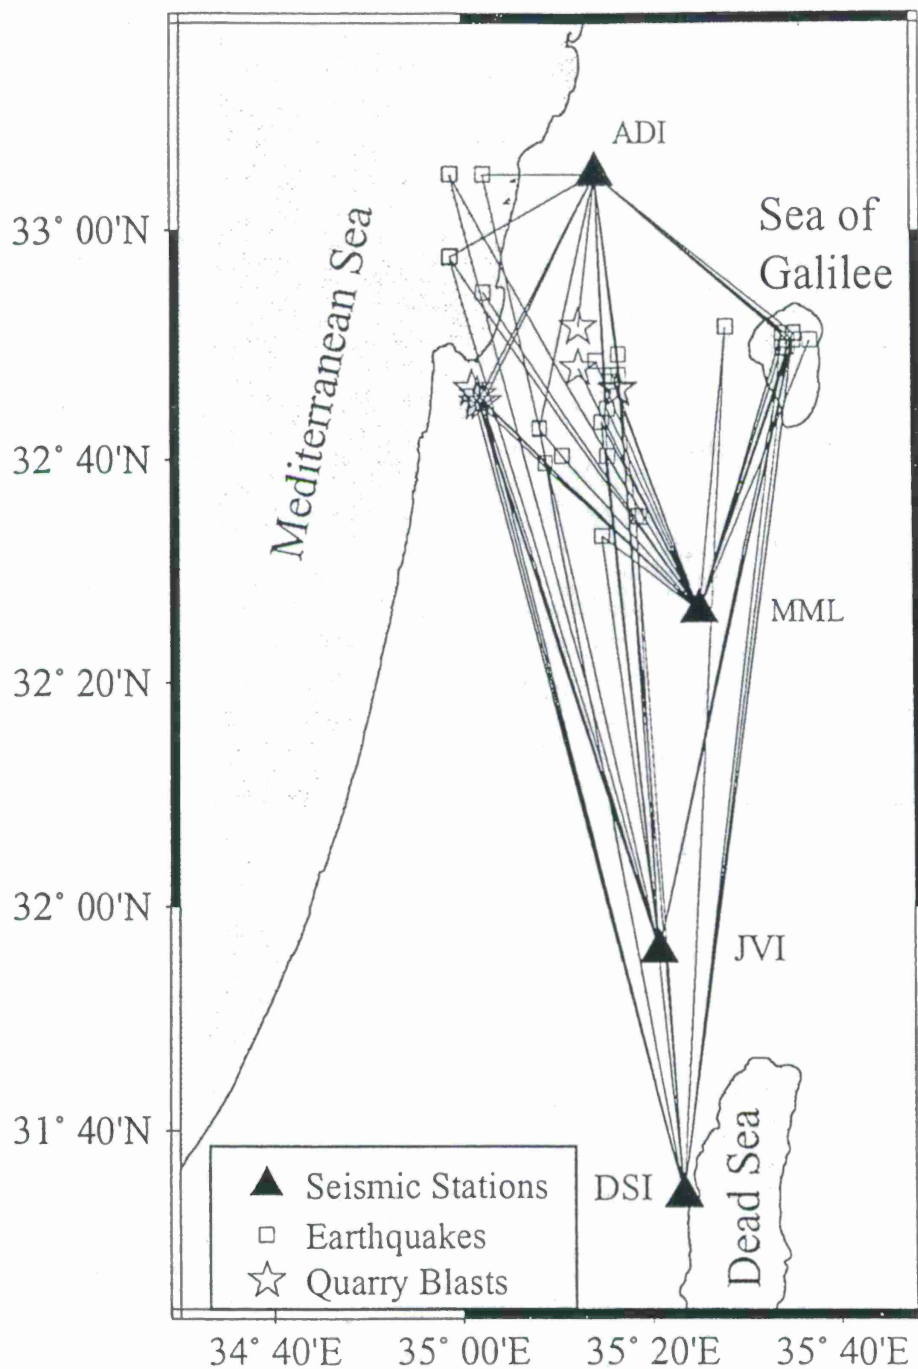 ADI
Sea of
Galilee
33° 00'N
Mediterranean Sea
32° 40'N
MML
32° 20'N
32° 00'N
JVI
31° 40'N
DSI
Dead Sea
Seismic Stations
Earthquakes
Quarry Blasts
34° 40'E 35° 00'E 35° 20'E 35° 40'E